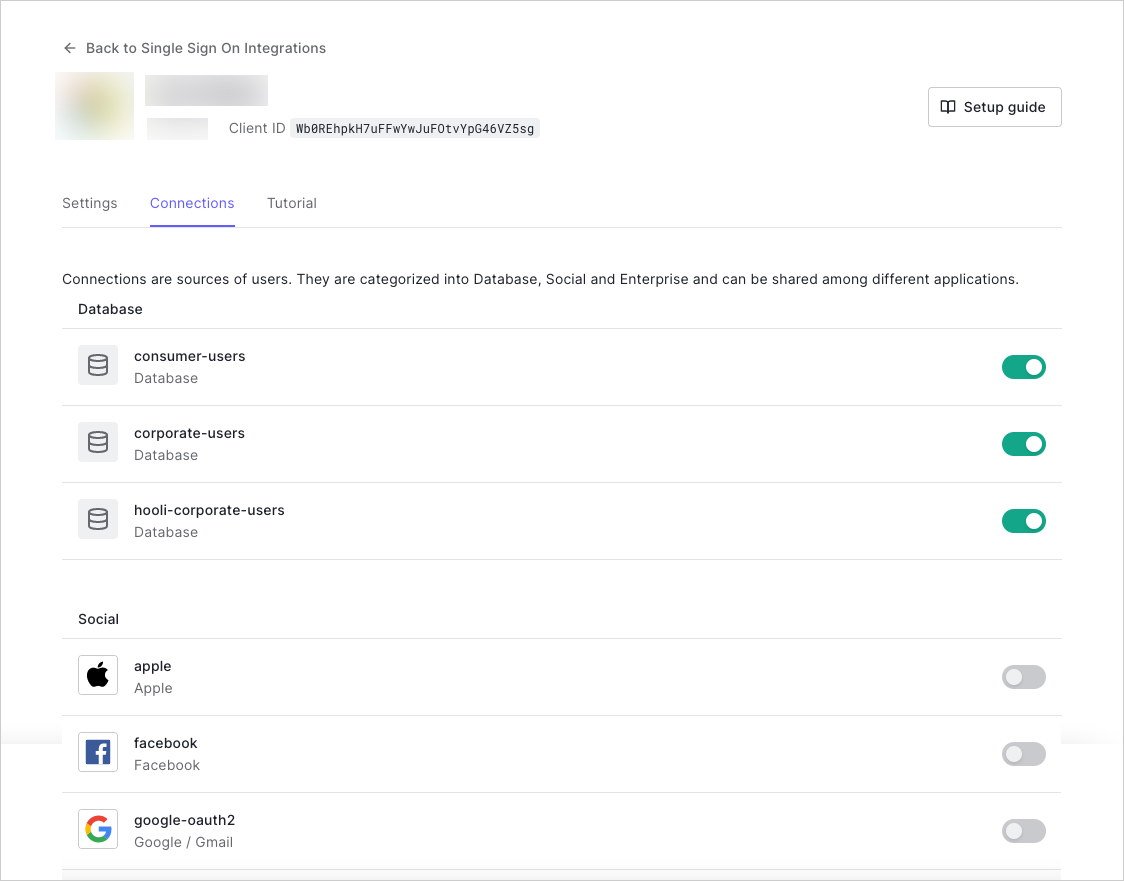 Back to Single Sign On Integrations
Client ID Wb0REhpkH7uFFwYwJuFOtvYpG46VZ5sg
Setup guide
Settings Connections Tutorial
Connections are sources of users. They are categorized into Database, Social and Enterprise and can be shared among different applications.
Database
consumer-users
Database
corporate-users
Database
hooli-corporate-users
Database
Social
apple
Apple
facebook
Facebook
google-oauth2
Google / Gmail